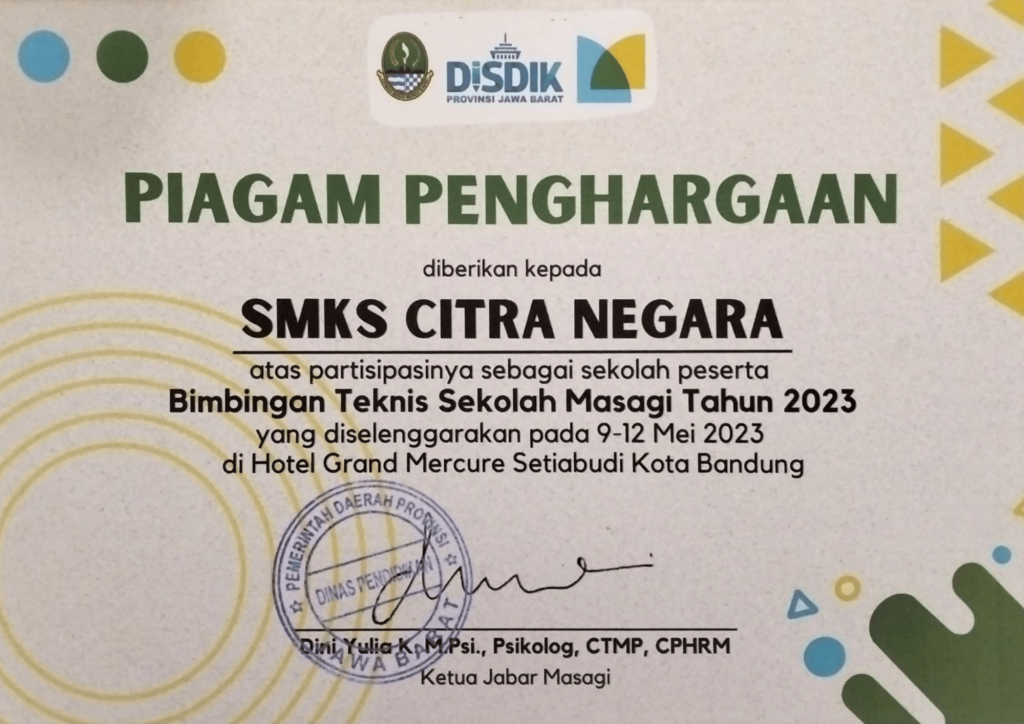 DiSDIK
PROVINSI JAWA BARAT
PIAGAM PENGHARGAAN
diberikan kepada
SMKS CITRA NEGARA
atas partisipasinya sebagai sekolah peserta
Bimbingan Teknis Sekolah Masagi Tahun 2023
yang diselenggarakan pada 9-12 Mei 2023
di Hotel Grand Mercure Setiabudi Kota Bandung
PEMERINTAH DAERAH PROVINSI
DINAS PENDIDIKAN
JAWA BARAT
Dini Yulia K, M.Psi., Psikolog, CTMP, CPHRM
Ketua Jabar Masagi